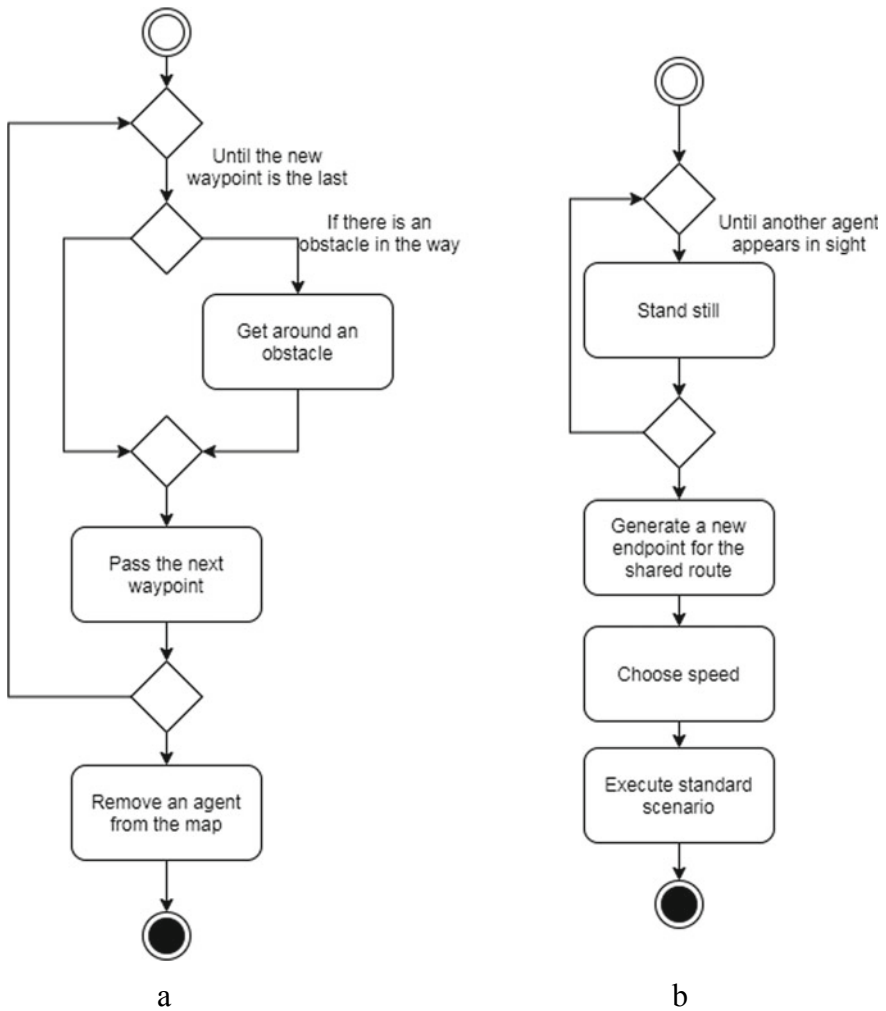 Until the new
waypoint is the last
If there is an
obstacle in the way
Get around an
obstacle
Pass the next
waypoint
Remove an agent
from the map
a
Until another agent
appears in sight
Stand still
Generate a new
endpoint for the
shared route
Choose speed
Execute standard
scenario
b